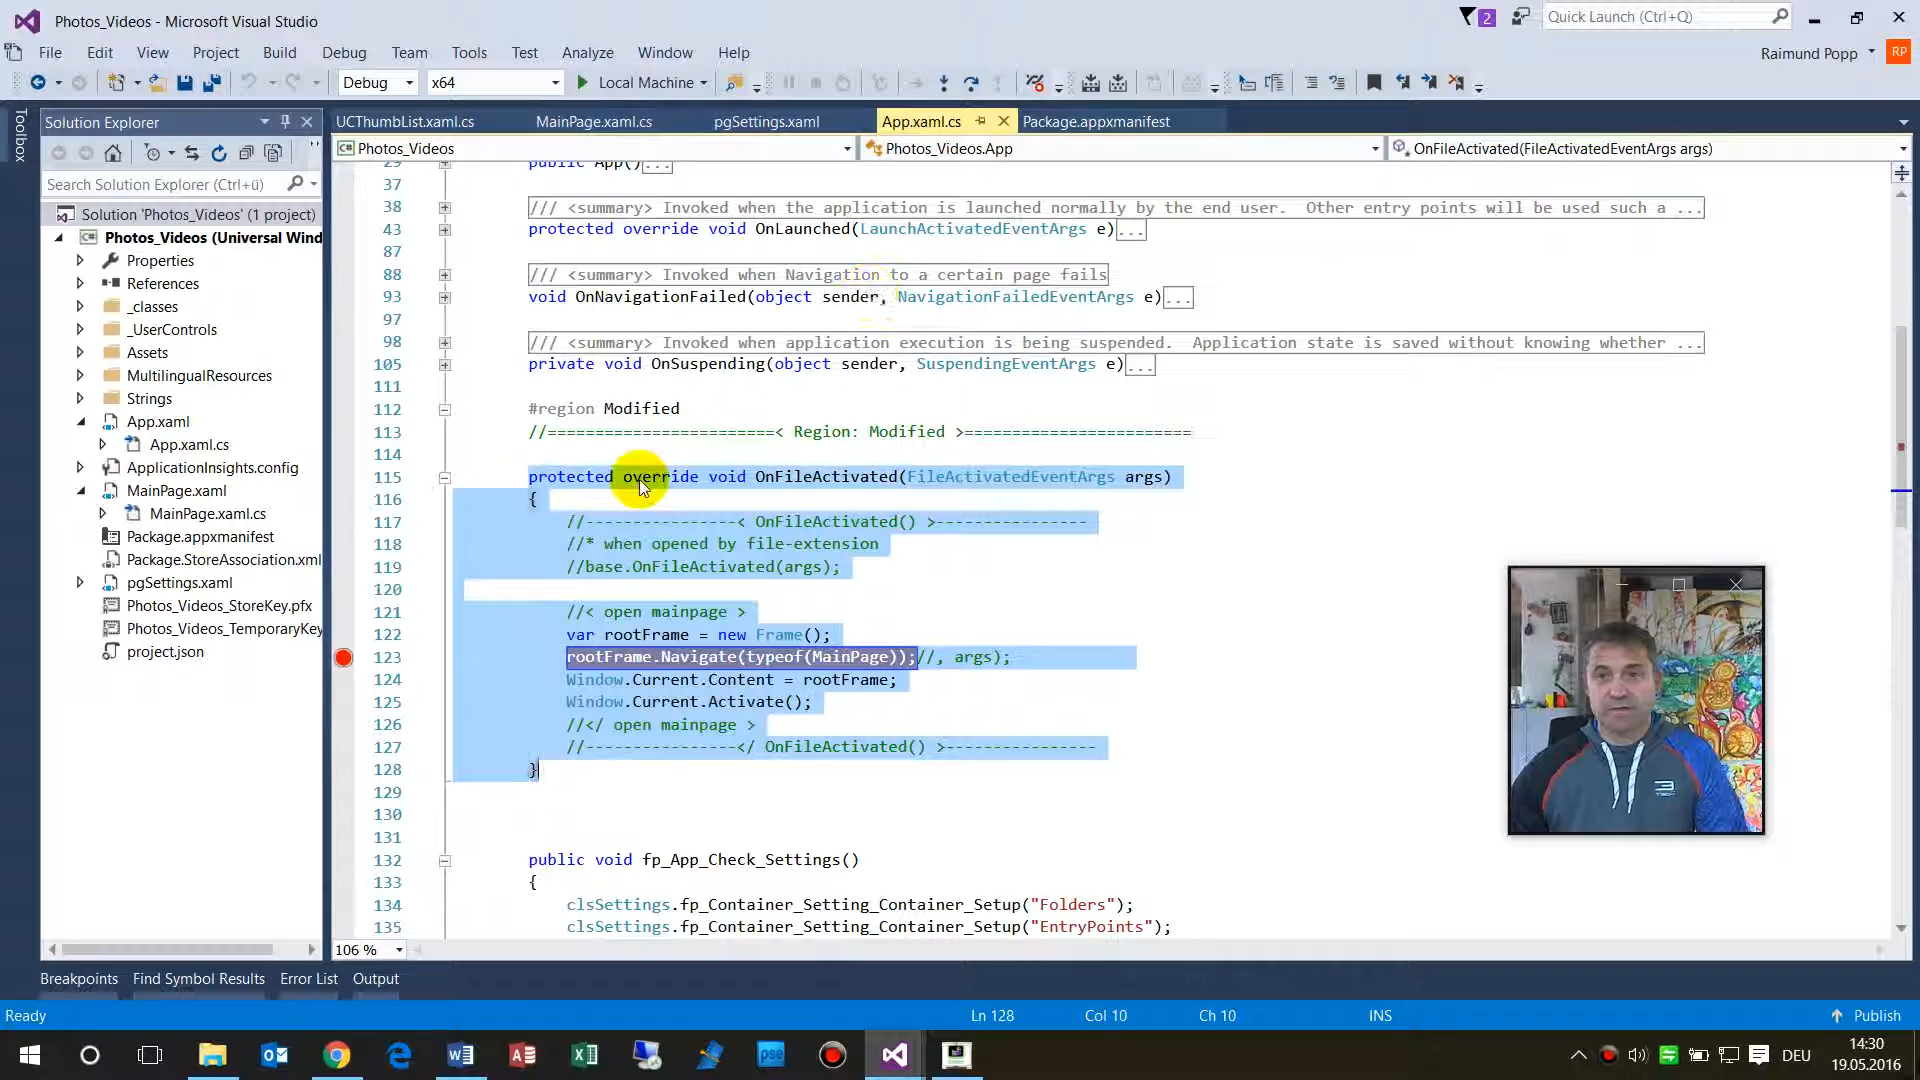 Photos_Videos - Microsoft Visual Studio
2
Quick Launch (Ctrl+Q)
File Edit View Project Build Debug Team Tools Test Analyze Window Help
Raimund Popp
RP
Debug x64 Local Machine
Toolbox
Solution Explorer
Search Solution Explorer (Ctrl+ü)
Solution 'Photos_Videos' (1 project)
Photos_Videos (Universal Wind
Properties
References
_classes
_UserControls
Assets
MultilingualResources
Strings
App.xaml
App.xaml.cs
ApplicationInsights.config
MainPage.xaml
MainPage.xaml.cs
Package.appxmanifest
Package.StoreAssociation.xml
pgSettings.xaml
Photos_Videos_StoreKey.pfx
Photos_Videos_TemporaryKey
project.json
UCThumbList.xaml.cs MainPage.xaml.cs pgSettings.xaml App.xaml.cs Package.appxmanifest
Photos_Videos Photos_Videos.App OnFileActivated(FileActivatedEventArgs args)
29 public App()...
37
38 /// <summary> Invoked when the application is launched normally by the end user.  Other entry points will be used such a ...
43 protected override void OnLaunched(LaunchActivatedEventArgs e)...
87
88 /// <summary> Invoked when Navigation to a certain page fails
93 void OnNavigationFailed(object sender, NavigationFailedEventArgs e)...
97
98 /// <summary> Invoked when application execution is being suspended.  Application state is saved without knowing whether ...
105 private void OnSuspending(object sender, SuspendingEventArgs e)...
111
112 #region Modified
113 //========================< Region: Modified >========================
114
115 protected override void OnFileActivated(FileActivatedEventArgs args)
116 {
117 //----------------< OnFileActivated() >----------------
118 //* when opened by file-extension
119 //base.OnFileActivated(args);
120
121 //< open mainpage >
122 var rootFrame = new Frame();
123 rootFrame.Navigate(typeof(MainPage));//, args);
124 Window.Current.Content = rootFrame;
125 Window.Current.Activate();
126 //</ open mainpage >
127 //----------------</ OnFileActivated() >----------------
128 }
129
130
131
132 public void fp_App_Check_Settings()
133 {
134 clsSettings.fp_Container_Setting_Container_Setup("Folders");
135 clsSettings.fp_Container_Setting_Container_Setup("EntryPoints");
106 %
Breakpoints Find Symbol Results Error List Output
Ready Ln 128 Col 10 Ch 10 INS Publish
pse
DEU
14:30
19.05.2016